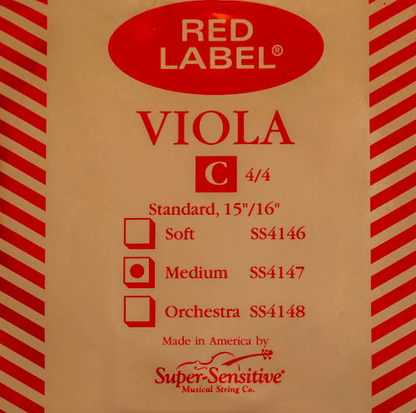 RED
LABEL®
VIOLA
C 4/4
Standard, 15"/16"
Soft SS4146
Medium SS4147
Orchestra SS4148
Made in America by
Super-Sensitive®
Musical String Co.